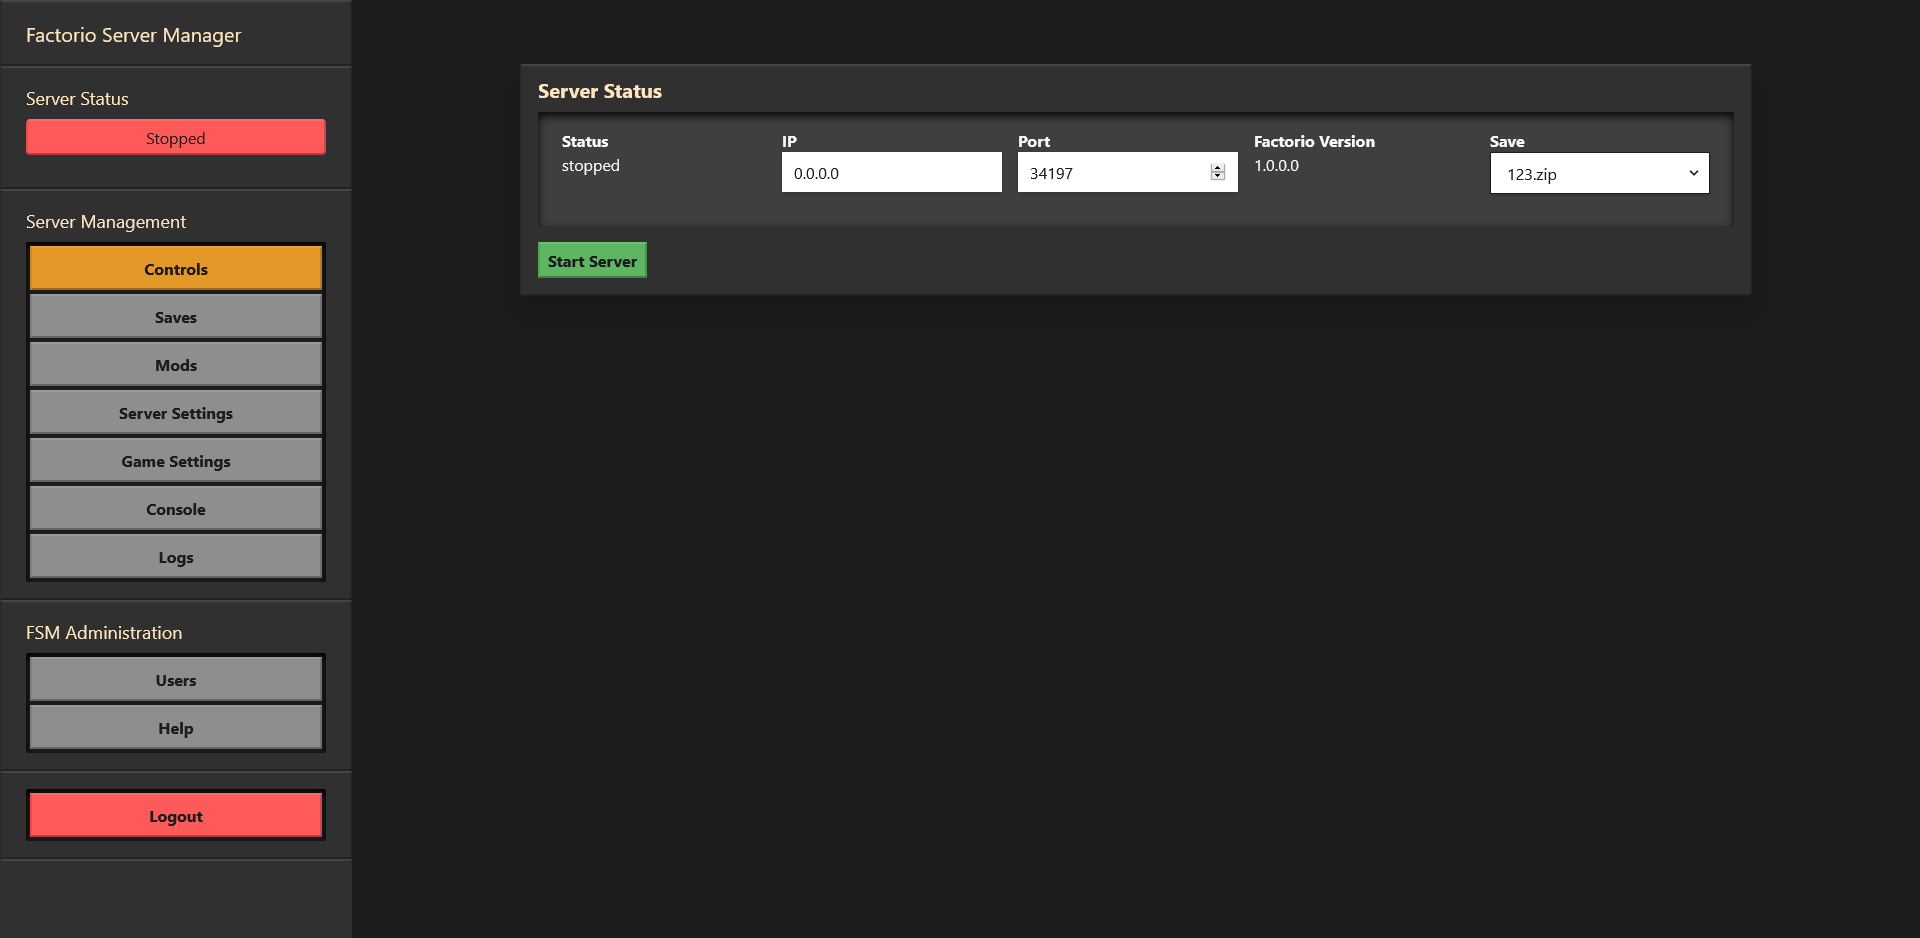 Factorio Server Manager
Server Status
Stopped
Server Management
Controls
Saves
Mods
Server Settings
Game Settings
Console
Logs
FSM Administration
Users
Help
Logout
Server Status
Status IP Port Factorio Version Save
stopped 0.0.0.0 34197 1.0.0.0 123.zip
Start Server